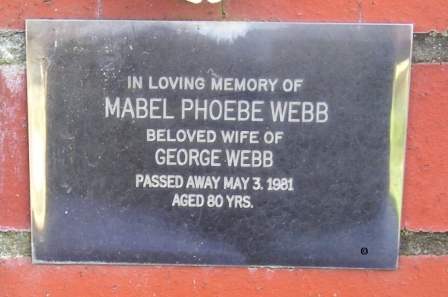 IN LOVING MEMORY OF
MABEL PHOEBE WEBB
BELOVED WIFE OF
GEORGE WEBB
PASSED AWAY MAY 3. 1981
AGED 80 YRS.
©